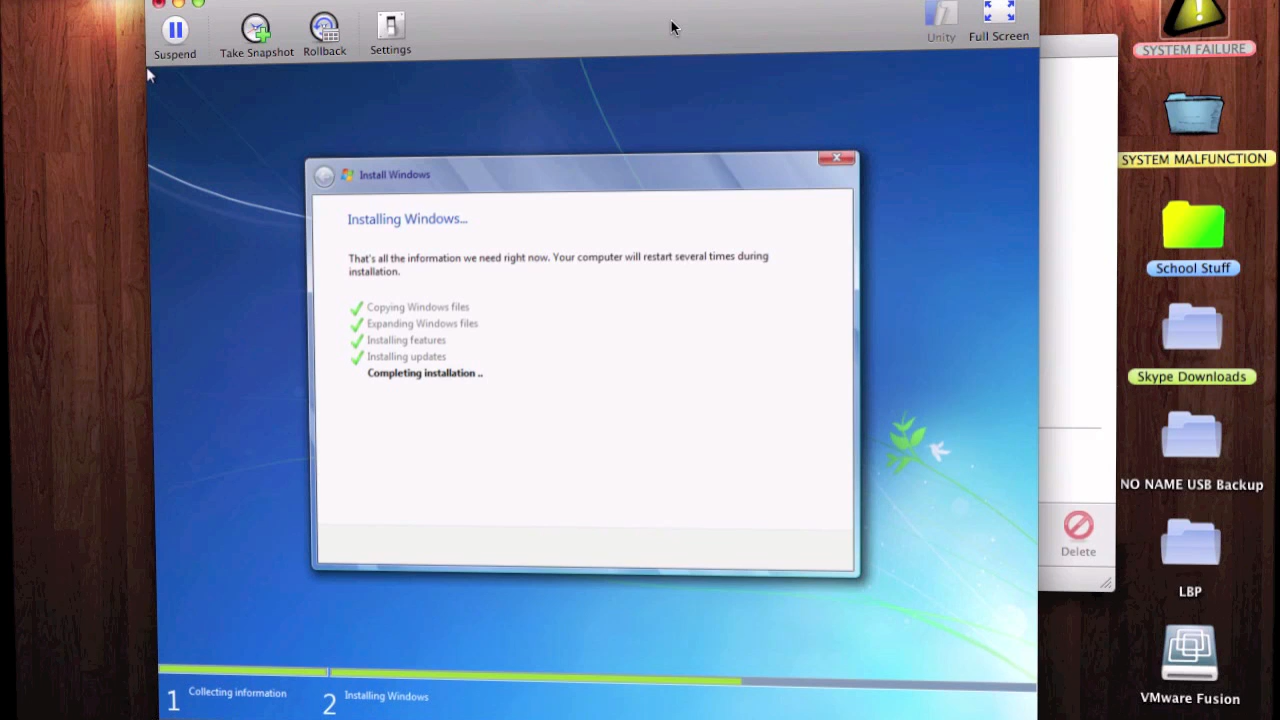 Suspend
Take Snapshot
Rollback
Settings
Unity
Full Screen
SYSTEM FAILURE
SYSTEM MALFUNCTION
School Stuff
Skype Downloads
NO NAME USB Backup
LBP
VMware Fusion
Delete
Install Windows
Installing Windows...
That's all the information we need right now. Your computer will restart several times during
installation.
Copying Windows files
Expanding Windows files
Installing features
Installing updates
Completing installation ..
1 Collecting information
2 Installing Windows